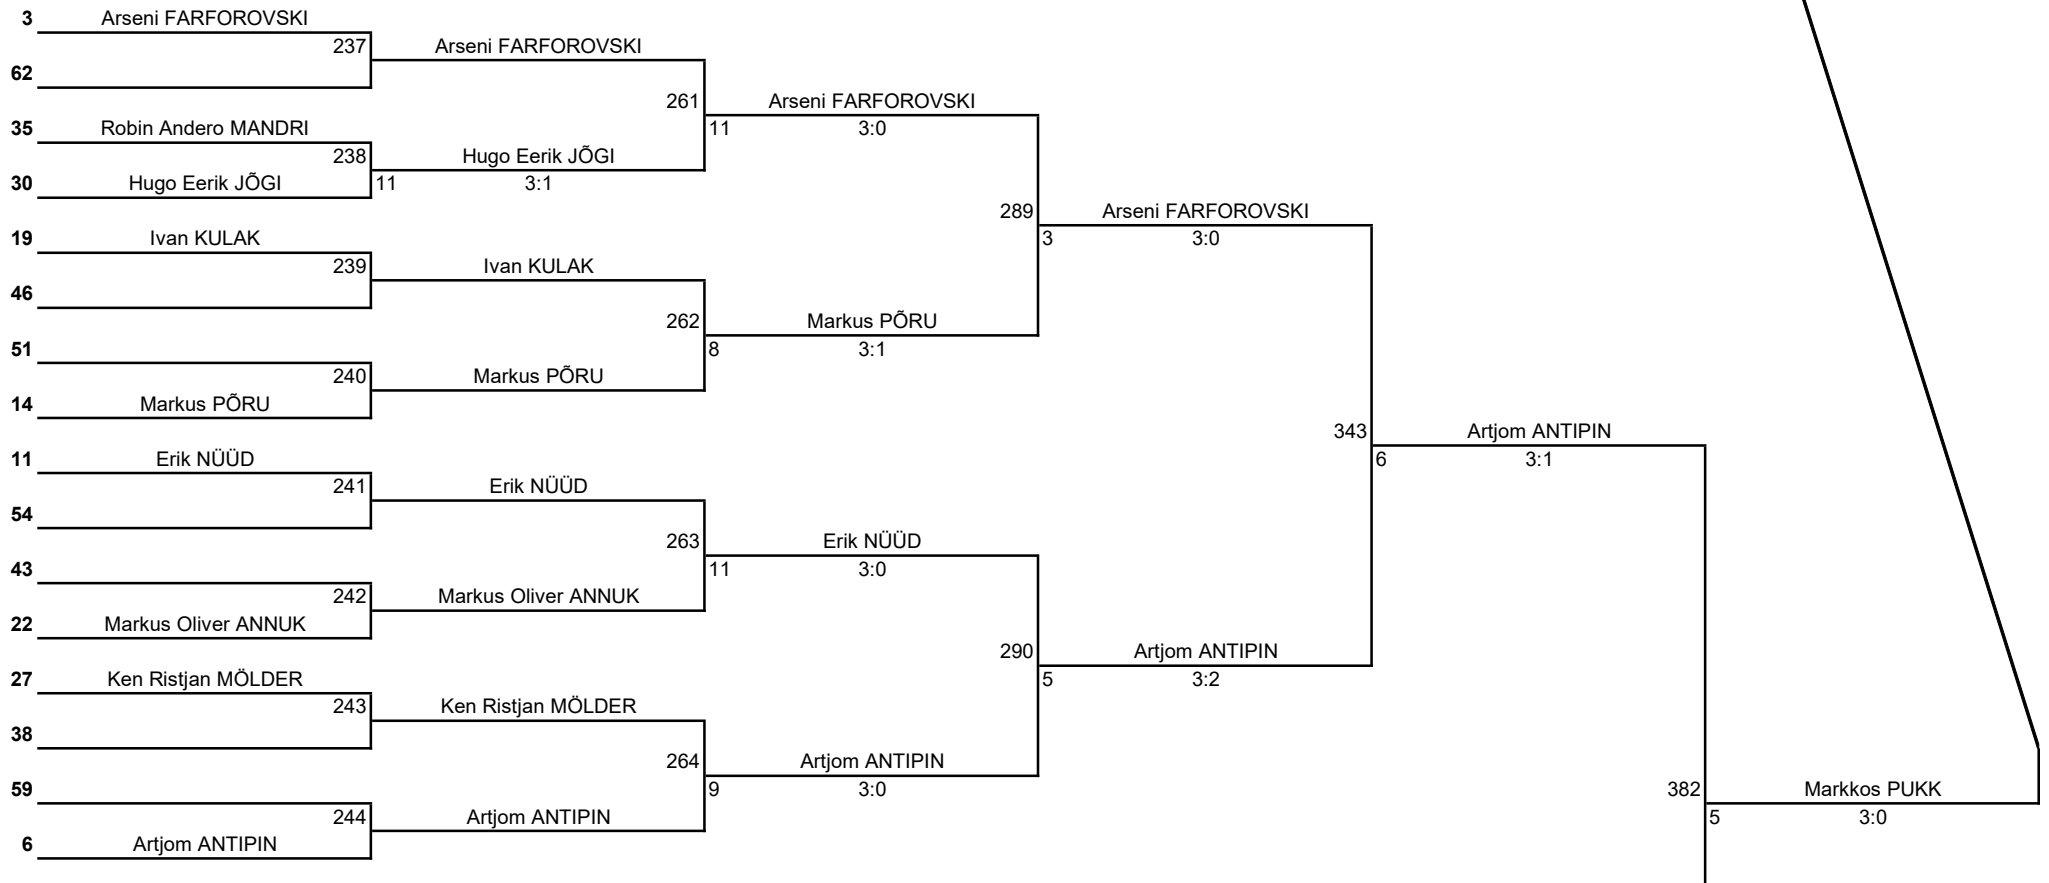 3 Arseni FARFOROVSKI
237 Arseni FARFOROVSKI
62
261 Arseni FARFOROVSKI
35 Robin Andero MANDRI
11 3:0
238 Hugo Eerik JÕGI
30 Hugo Eerik JÕGI
11 3:1
289 Arseni FARFOROVSKI
19 Ivan KULAK
3 3:0
239 Ivan KULAK
46
262 Markus PÕRU
51
8 3:1
240 Markus PÕRU
14 Markus PÕRU
343 Artjom ANTIPIN
11 Erik NÜÜD
6 3:1
241 Erik NÜÜD
54
263 Erik NÜÜD
43
11 3:0
242 Markus Oliver ANNUK
22 Markus Oliver ANNUK
290 Artjom ANTIPIN
27 Ken Ristjan MÖLDER
5 3:2
243 Ken Ristjan MÖLDER
38
264 Artjom ANTIPIN
59
9 3:0
382 Markkos PUKK
244 Artjom ANTIPIN
5 3:0
6 Artjom ANTIPIN